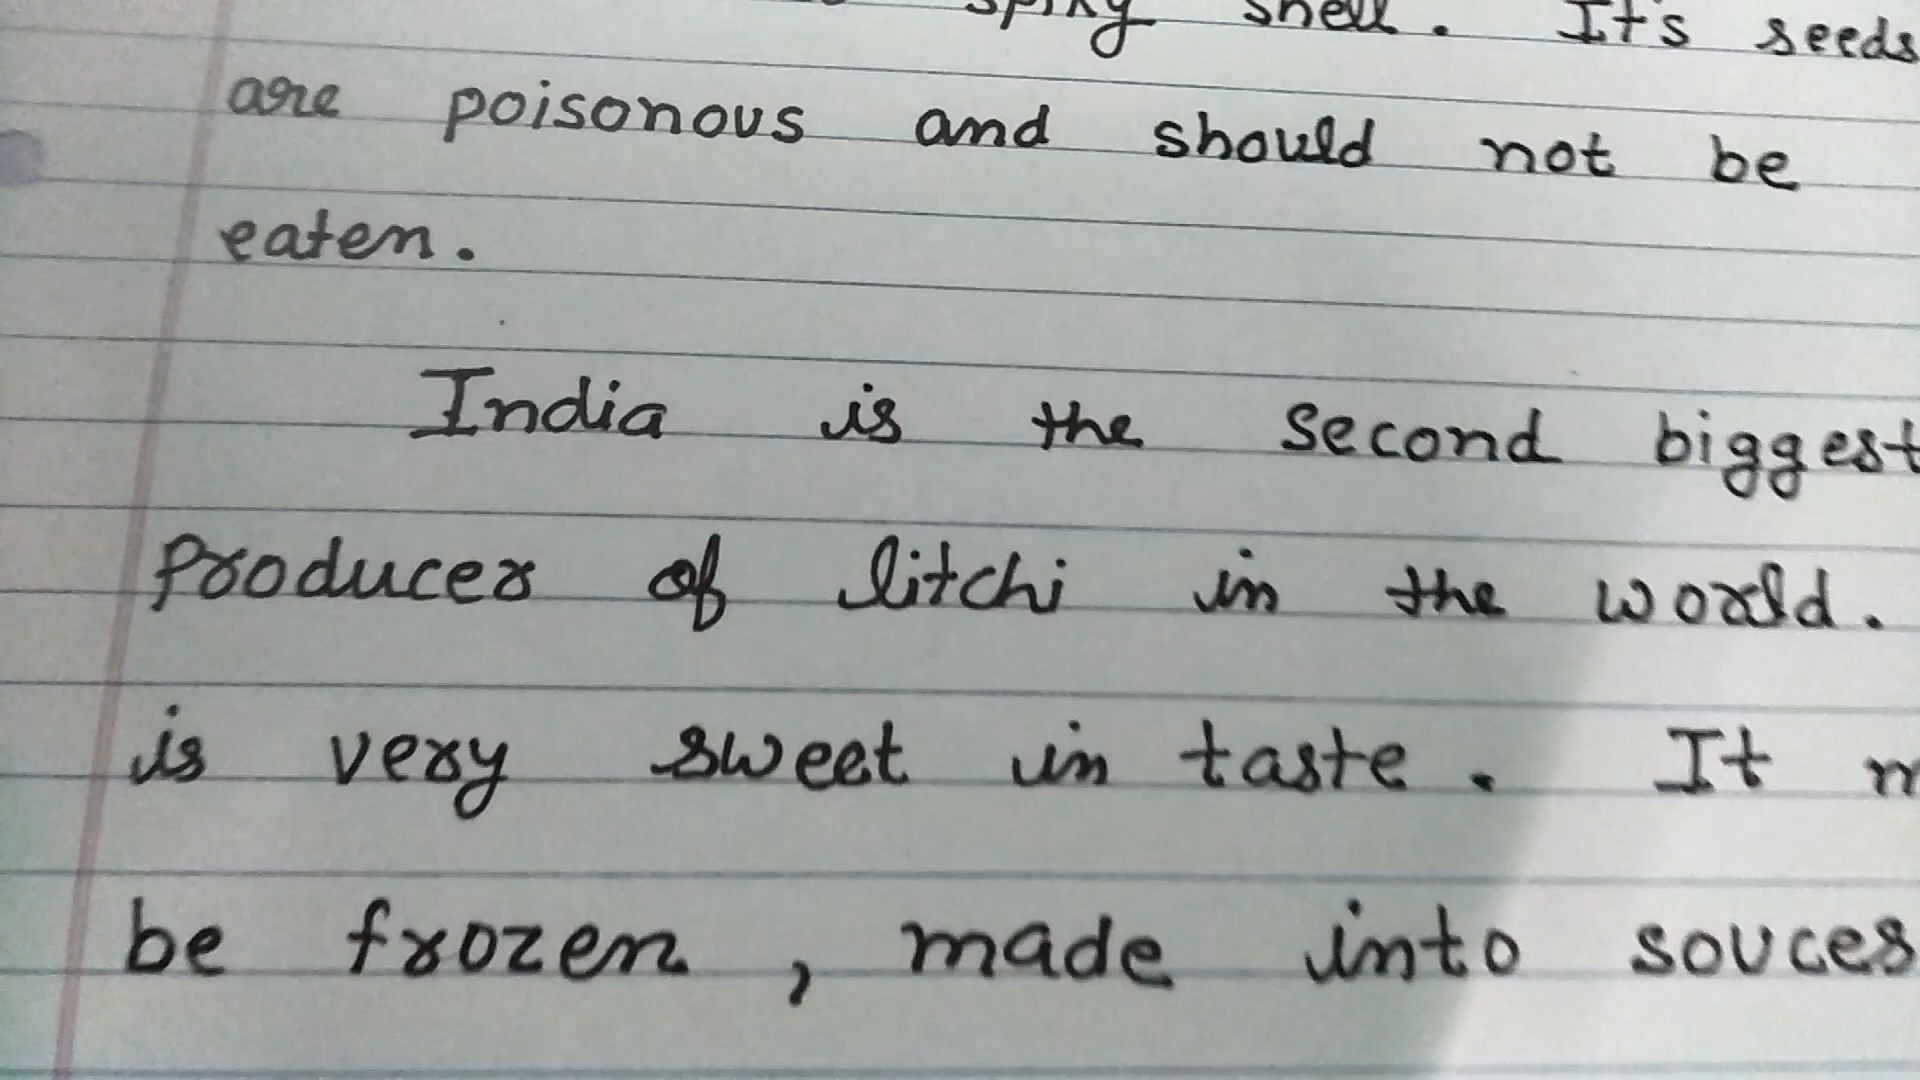 spiky shell. It's seeds
are poisonous and should not be
eaten.
India is the second biggest
Producer of litchi in the world.
is very sweet in taste. It
be frozen, made into souces